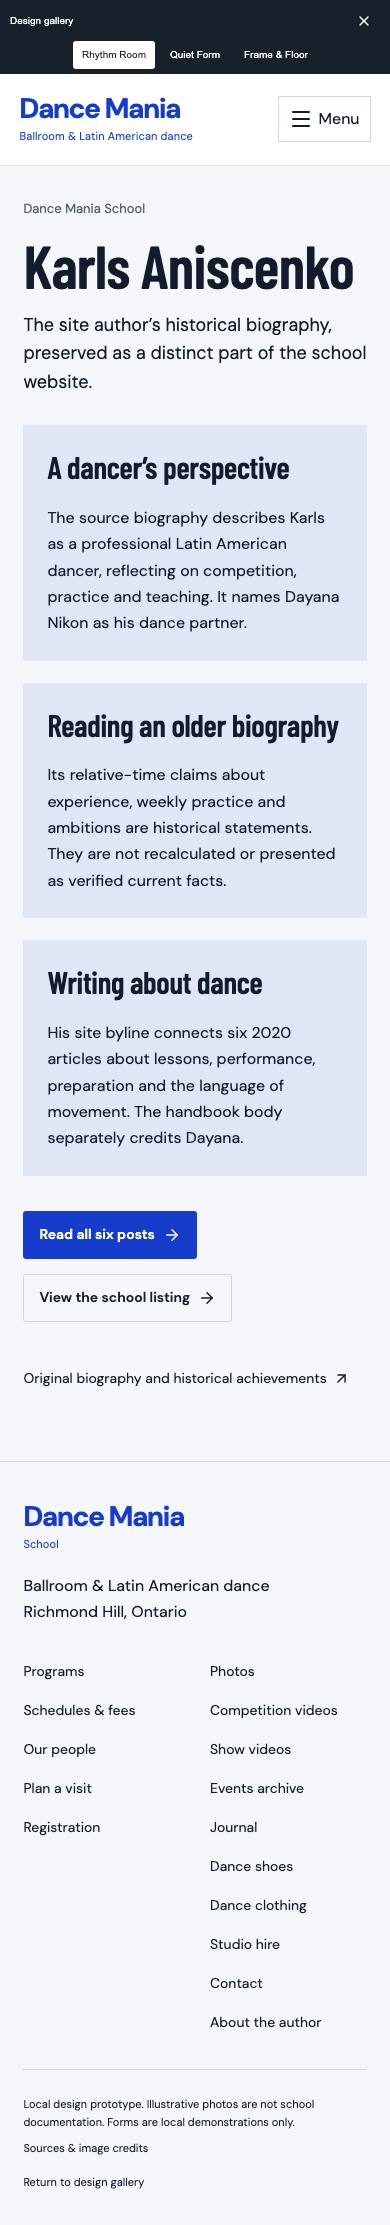 Design gallery
Rhythm Room
Quiet Form
Frame & Floor
Dance Mania
Ballroom & Latin American dance
Menu
Dance Mania School
Karls Aniscenko
The site author’s historical biography,
preserved as a distinct part of the school
website.
A dancer’s perspective
The source biography describes Karls
as a professional Latin American
dancer, reflecting on competition,
practice and teaching. It names Dayana
Nikon as his dance partner.
Reading an older biography
Its relative-time claims about
experience, weekly practice and
ambitions are historical statements.
They are not recalculated or presented
as verified current facts.
Writing about dance
His site byline connects six 2020
articles about lessons, performance,
preparation and the language of
movement. The handbook body
separately credits Dayana.
Read all six posts
View the school listing
Original biography and historical achievements
Dance Mania
School
Ballroom & Latin American dance
Richmond Hill, Ontario
Programs
Schedules & fees
Our people
Plan a visit
Registration
Photos
Competition videos
Show videos
Events archive
Journal
Dance shoes
Dance clothing
Studio hire
Contact
About the author
Local design prototype. Illustrative photos are not school
documentation. Forms are local demonstrations only.
Sources & image credits
Return to design gallery